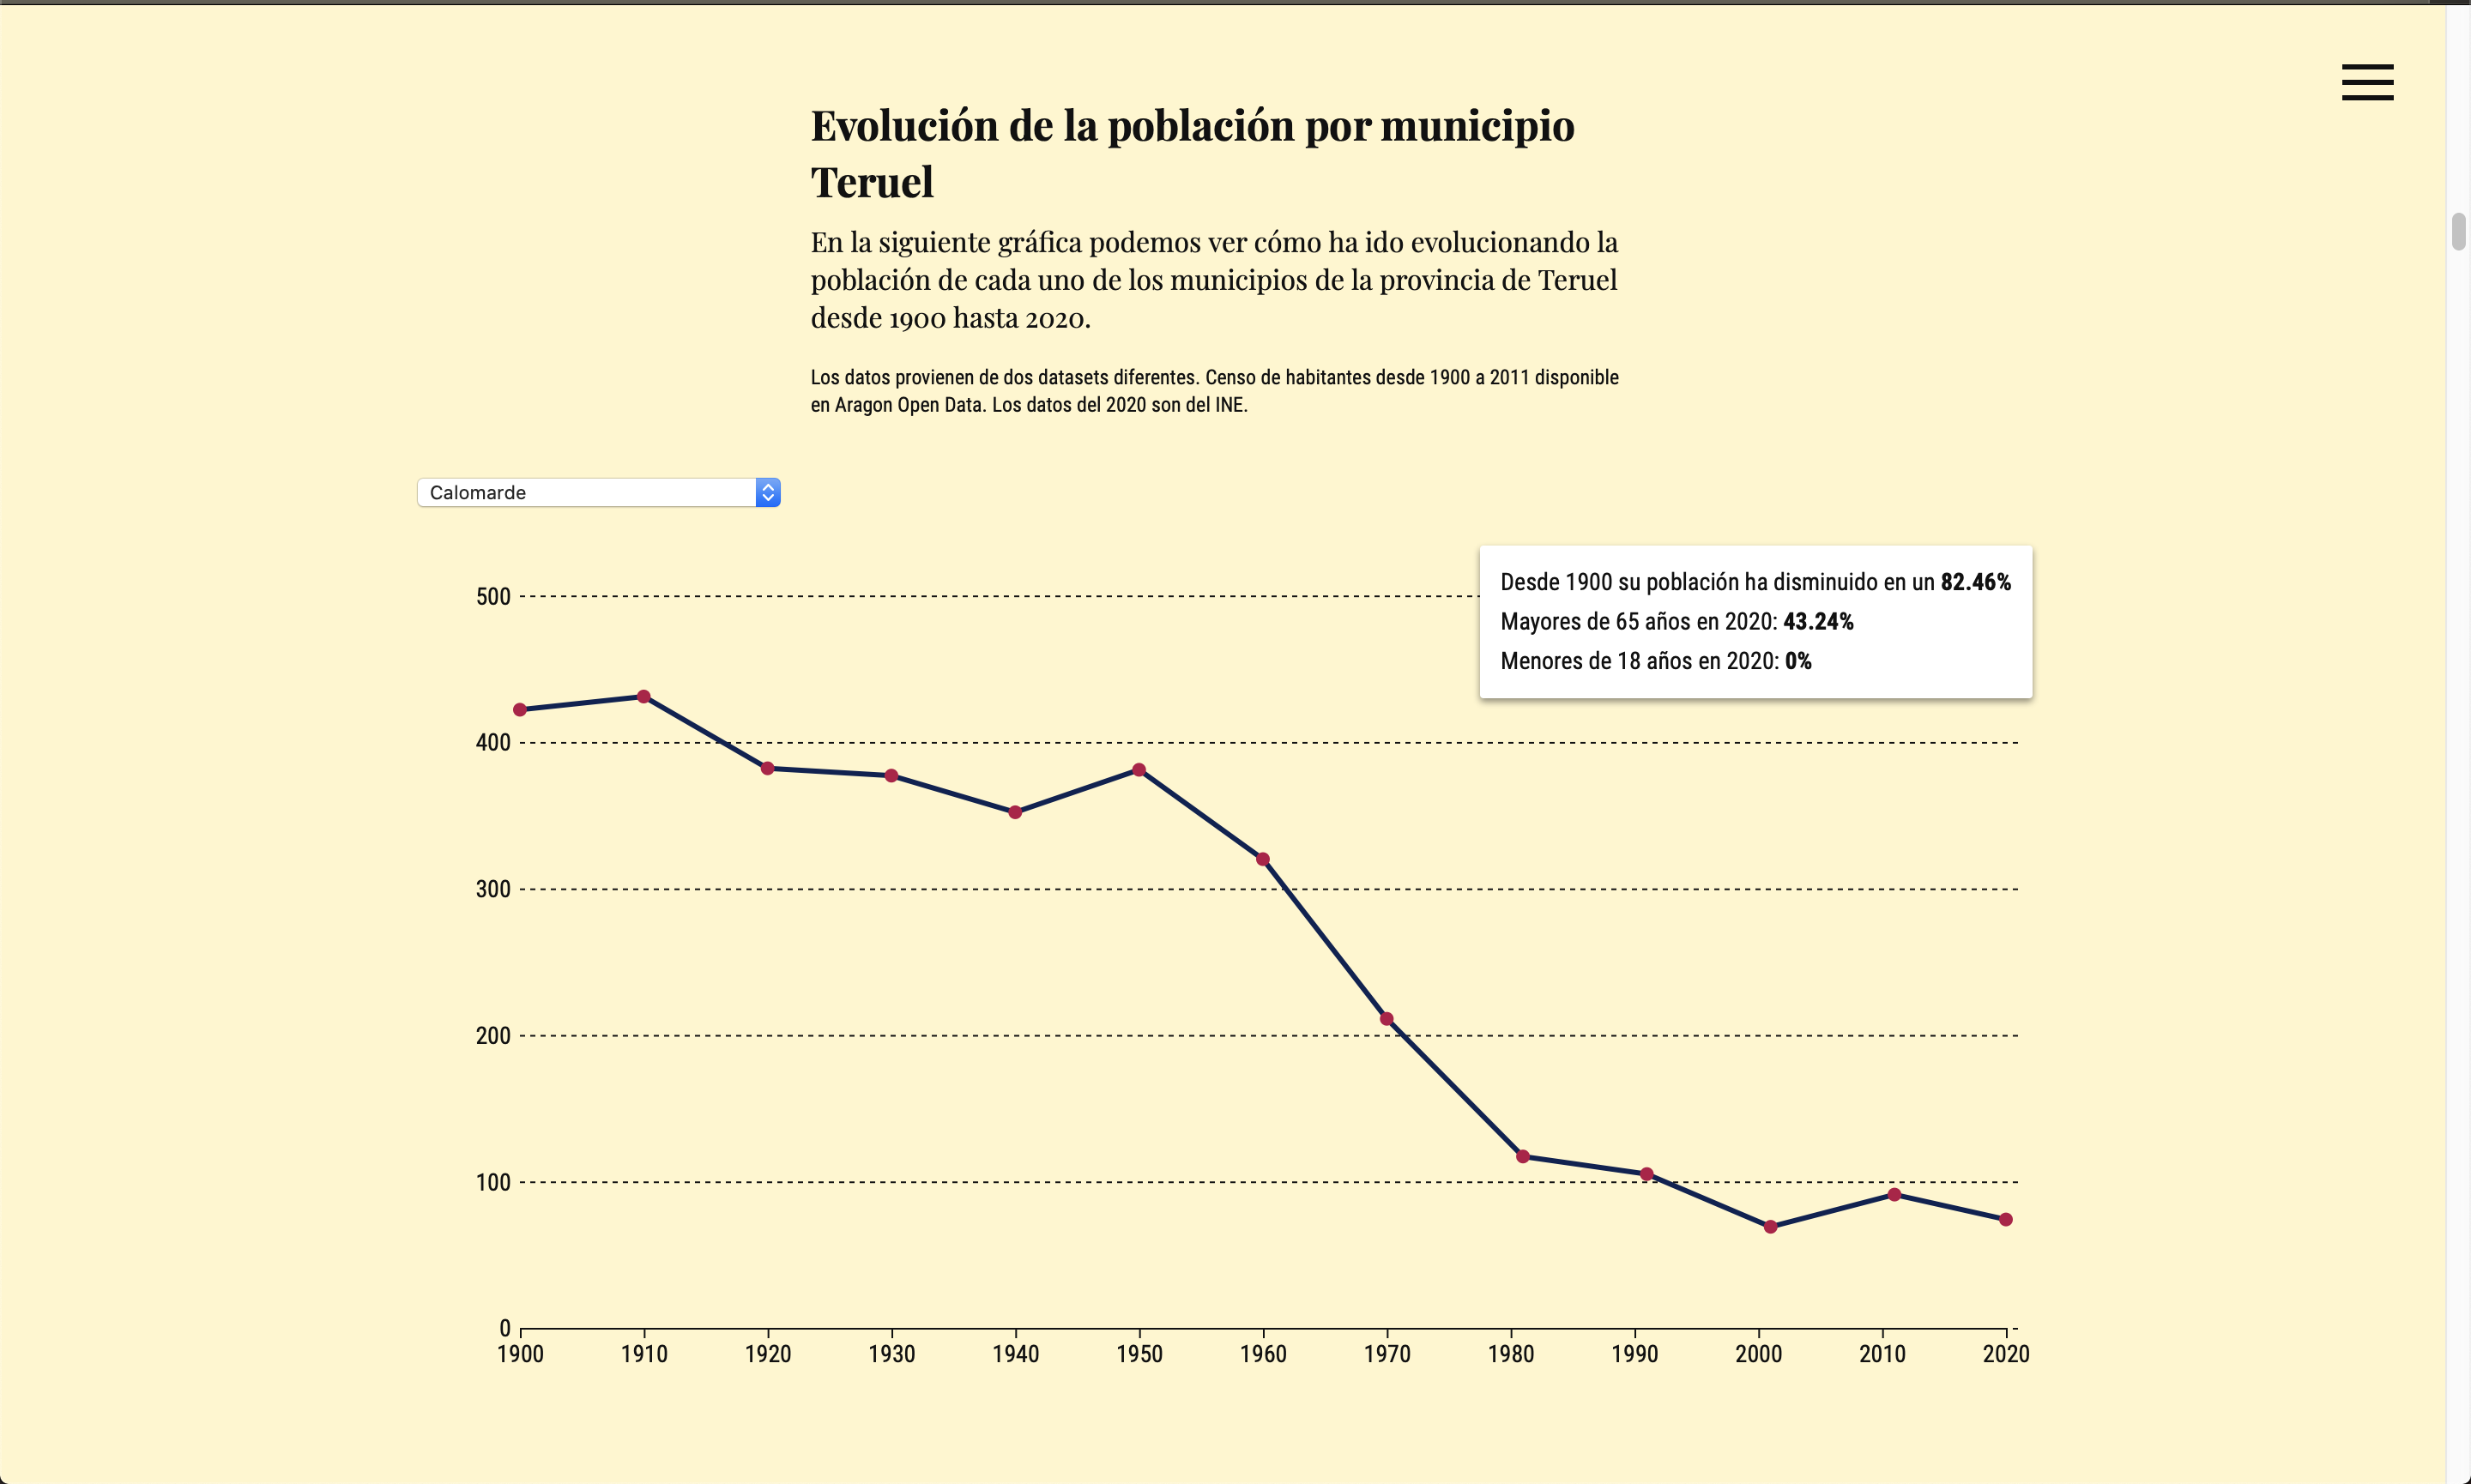 Evolución de la población por municipio
Teruel
En la siguiente gráfica podemos ver cómo ha ido evolucionando la
población de cada uno de los municipios de la provincia de Teruel
desde 1900 hasta 2020.
Los datos provienen de dos datasets diferentes. Censo de habitantes desde 1900 a 2011 disponible
en Aragon Open Data. Los datos del 2020 son del INE.
Calomarde
Desde 1900 su población ha disminuido en un 82.46%
Mayores de 65 años en 2020: 43.24%
Menores de 18 años en 2020: 0%
500
400
300
200
100
0
1900 1910 1920 1930 1940 1950 1960 1970 1980 1990 2000 2010 2020